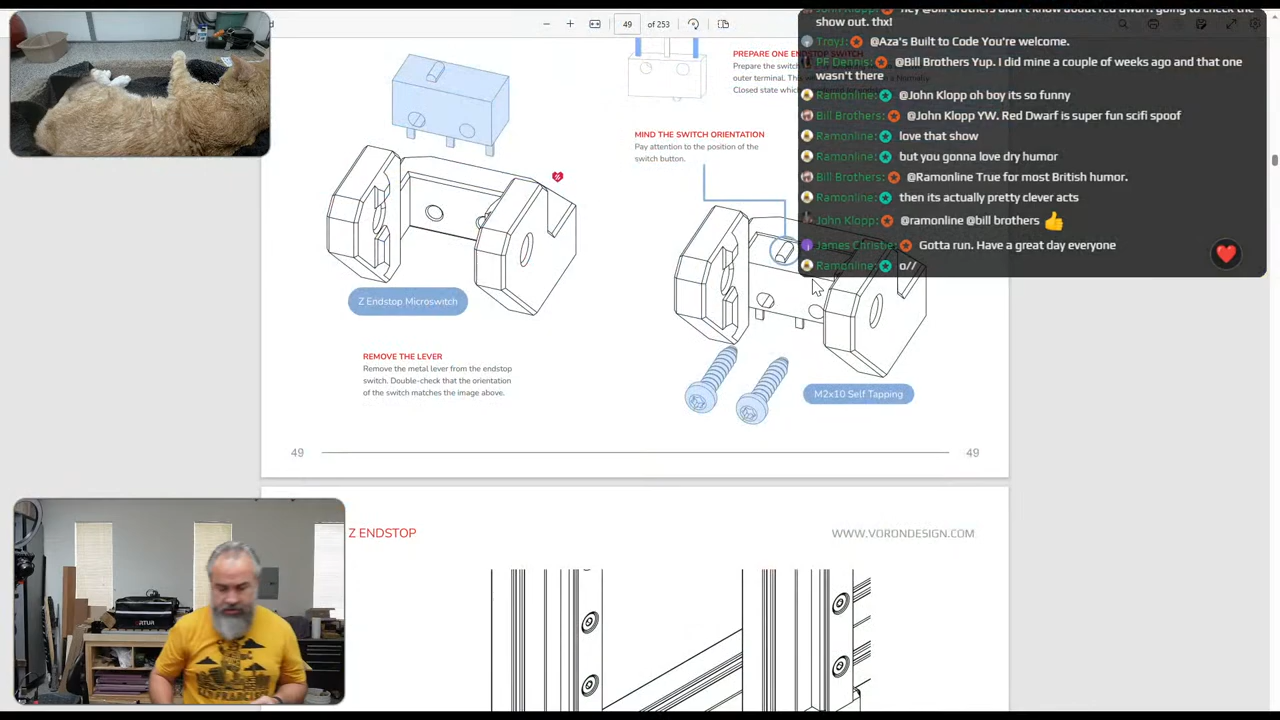 49
of 253
show out. thx!
TroyJ: @Aza's Built to Code You're welcome.
PF Dennis: @Bill Brothers Yup. I did mine a couple of weeks ago and that one
wasn't there
Ramonline: @John Klopp oh boy its so funny
Bill Brothers: @John Klopp YW. Red Dwarf is super fun scifi spoof
Ramonline: love that show
Ramonline: but you gonna love dry humor
Bill Brothers: @Ramonline True for most British humor.
Ramonline: then its actually pretty clever acts
John Klopp: @ramonline @bill brothers 👍
James Christie: Gotta run. Have a great day everyone
Ramonline: o//
PREPARE ONE ENDSTOP SWITCH
Prepare the switch
outer terminal. This
Closed state
MIND THE SWITCH ORIENTATION
Pay attention to the position of the
switch button.
Z Endstop Microswitch
REMOVE THE LEVER
Remove the metal lever from the endstop
switch. Double-check that the orientation
of the switch matches the image above.
M2x10 Self Tapping
49
49
Z ENDSTOP
WWW.VORONDESIGN.COM